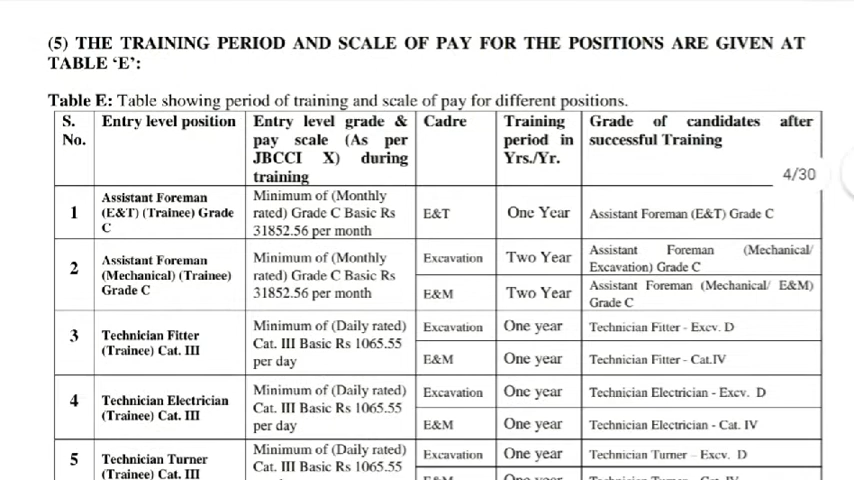 (5) THE TRAINING PERIOD AND SCALE OF PAY FOR THE POSITIONS ARE GIVEN AT
TABLE ‘E’:
Table E: Table showing period of training and scale of pay for different positions.
S. No. Entry level position Entry level grade & pay scale (As per JBCCI X) during training Cadre Training period in Yrs./Yr. Grade of candidates after successful Training
4/30
1 Assistant Foreman (E&T) (Trainee) Grade C Minimum of (Monthly rated) Grade C Basic Rs 31852.56 per month E&T One Year Assistant Foreman (E&T) Grade C
2 Assistant Foreman (Mechanical) (Trainee) Grade C Minimum of (Monthly rated) Grade C Basic Rs 31852.56 per month Excavation Two Year Assistant Foreman (Mechanical/ Excavation) Grade C
E&M Two Year Assistant Foreman (Mechanical/ E&M) Grade C
3 Technician Fitter (Trainee) Cat. III Minimum of (Daily rated) Cat. III Basic Rs 1065.55 per day Excavation One year Technician Fitter - Excv. D
E&M One year Technician Fitter - Cat.IV
4 Technician Electrician (Trainee) Cat. III Minimum of (Daily rated) Cat. III Basic Rs 1065.55 per day Excavation One year Technician Electrician - Excv. D
E&M One year Technician Electrician - Cat. IV
5 Technician Turner (Trainee) Cat. III Minimum of (Daily rated) Cat. III Basic Rs 1065.55 Excavation One year Technician Turner – Excv. D